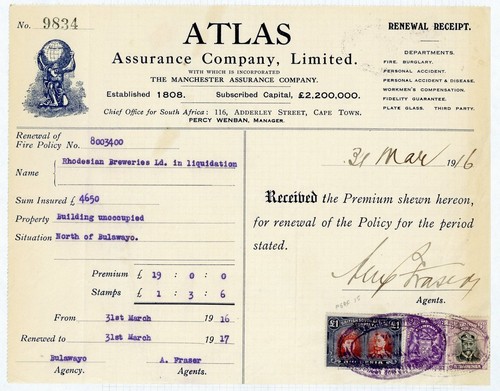 No. 9834
ATLAS
Assurance Company, Limited.
WITH WHICH IS INCORPORATED
THE MANCHESTER ASSURANCE COMPANY.
Established 1808. Subscribed Capital, £2,200,000.
Chief Office for South Africa: 116, ADDERLEY STREET, CAPE TOWN.
PERCY WENBAN, MANAGER.
RENEWAL RECEIPT.
DEPARTMENTS.
FIRE. BURGLARY.
PERSONAL ACCIDENT.
PERSONAL ACCIDENT & DISEASE.
WORKMEN'S COMPENSATION.
FIDELITY GUARANTEE.
PLATE GLASS. THIRD PARTY.
Renewal of
Fire Policy No. 8003400
Name Rhodesian Breweries Ld. in liquidation
Sum Insured £ 4650
Property Building unoccupied
Situation North of Bulawayo.
Premium £ 19 : 0 : 0
Stamps £ 1 : 3 : 6
From 31st March 1916
Renewed to 31st March 1917
Bulawayo A. Fraser
Agency. Agent.
31 Mar 1916
Received the Premium shewn hereon,
for renewal of the Policy for the period
stated.
Alex Fraser
Agents.
£1 £1